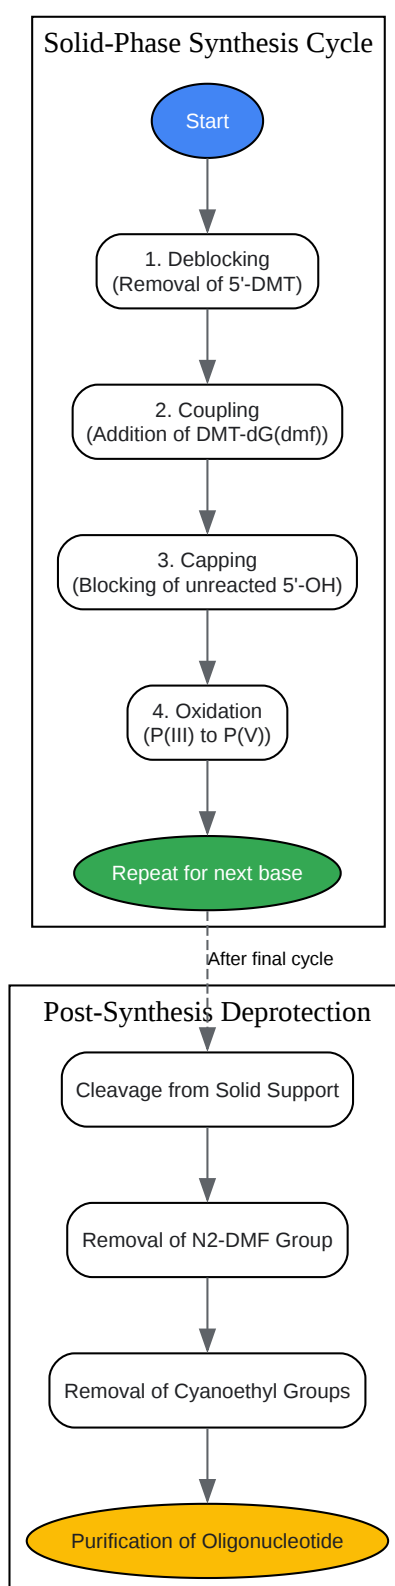 Solid-Phase Synthesis Cycle
Start
1. Deblocking
(Removal of 5'-DMT)
2. Coupling
(Addition of DMT-dG(dmf))
3. Capping
(Blocking of unreacted 5'-OH)
4. Oxidation
(P(III) to P(V))
Repeat for next base
After final cycle
Post-Synthesis Deprotection
Cleavage from Solid Support
Removal of N2-DMF Group
Removal of Cyanoethyl Groups
Purification of Oligonucleotide